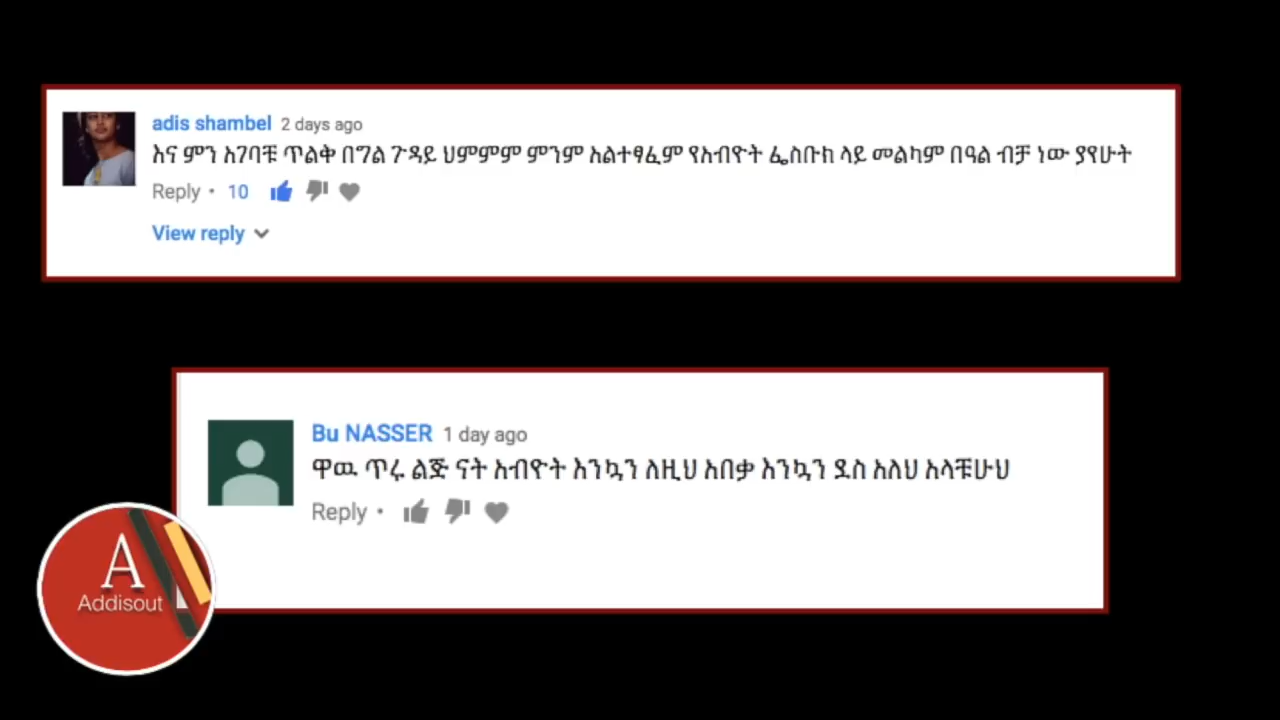 adis shambel 2 days ago
እና ምን አገባቹ ጥልቅ በግል ጉዳይ ህምምም ምንም አልተፃፈም የአብዮት ፌስቡክ ላይ መልካም በዓል ብቻ ነው ያየሁት
Reply • 10
View reply
Bu NASSER 1 day ago
ዋዉ ጥሩ ልጅ ናት አብዮት እንኳን ለዚህ አበቃ እንኳን ደስ አለህ አላቹሁህ
Reply •
A
Addisout